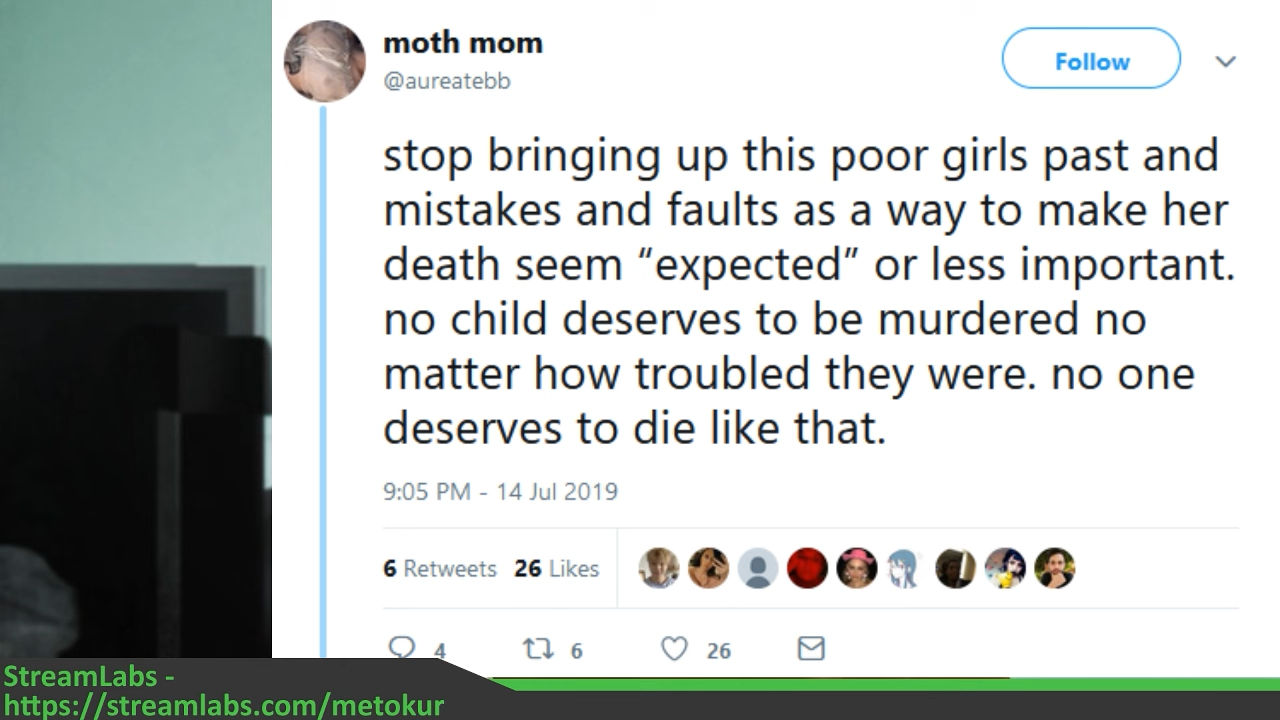 moth mom
@aureatebb
Follow
stop bringing up this poor girls past and
mistakes and faults as a way to make her
death seem “expected” or less important.
no child deserves to be murdered no
matter how troubled they were. no one
deserves to die like that.
9:05 PM - 14 Jul 2019
6 Retweets 26 Likes
4 6 26
StreamLabs -
https://streamlabs.com/metokur